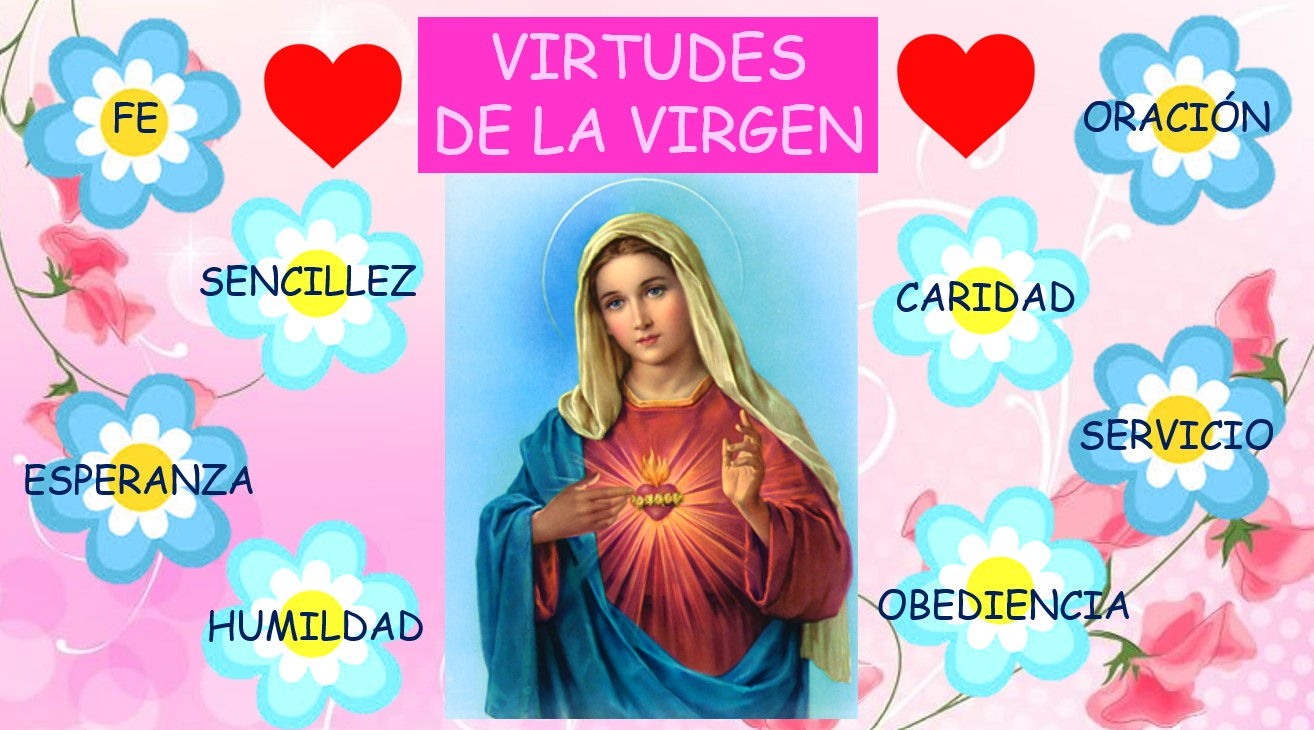 VIRTUDES
DE LA VIRGEN
FE
ORACIÓN
SENCILLEZ
CARIDAD
ESPERANZA
SERVICIO
HUMILDAD
OBEDIENCIA